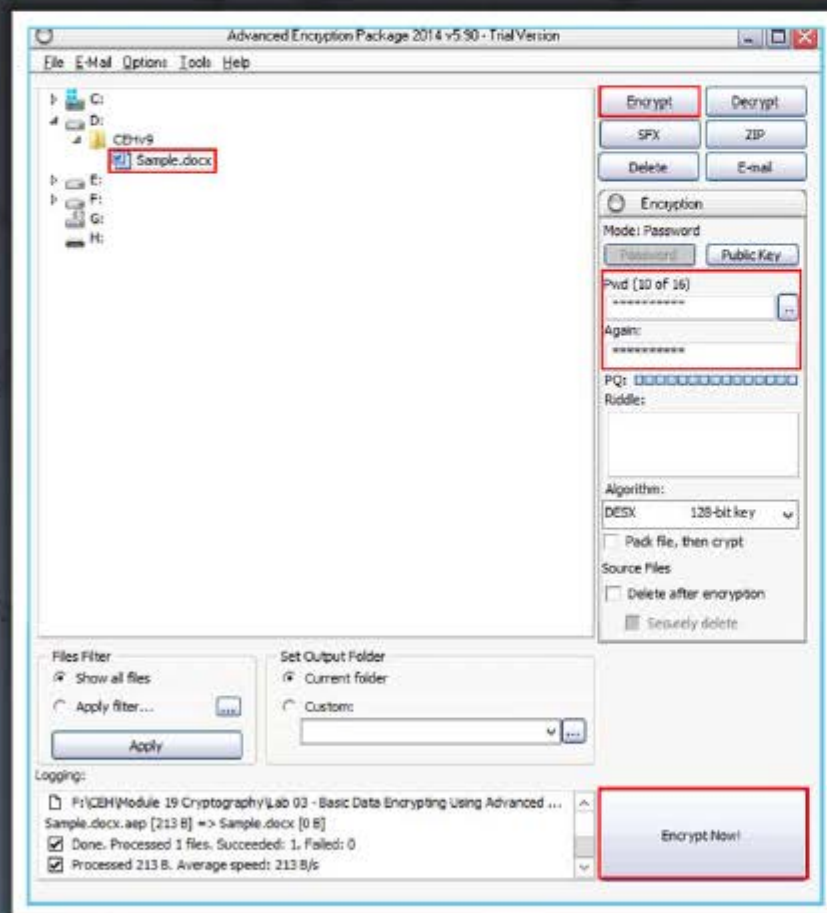 Advanced Encryption Package 2014 v5.90 - Trial Version
File E-Mail Options Tools Help
C:
D:
CEHv9
Sample.docx
E:
F:
G:
H:
Encrypt Decrypt
SFX ZIP
Delete E-mail
Encryption
Mode: Password
Password Public Key
Pwd (10 of 16)
**********
..
Again:
**********
PQ:
Riddle:
Algorithm:
DESX 128-bit key
Pack file, then crypt
Source Files
Delete after encryption
Securely delete
Files Filter
Show all files
Apply filter... ...
Apply
Set Output Folder
Current folder
Custom:
...
Logging:
F:\CEH\Module 19 Cryptography\Lab 03 - Basic Data Encrypting Using Advanced ...
Sample.docx.aep [213 B] => Sample.docx [0 B]
Done. Processed 1 files. Succeeded: 1. Failed: 0
Processed 213 B. Average speed: 213 B/s
Encrypt Now!